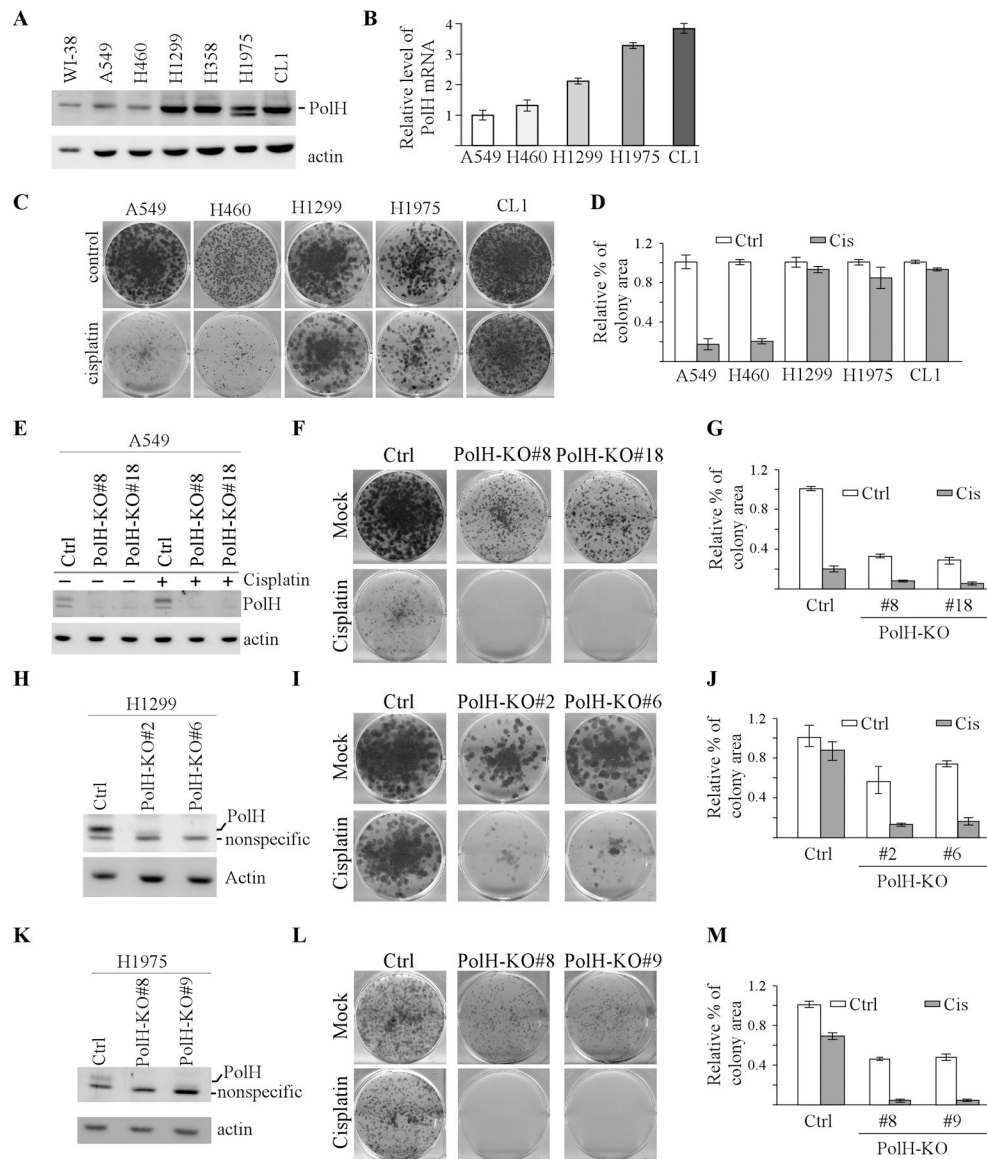 A
WI-38
A549
H460
H1299
H358
H1975
CL1
PolH
actin
B
Relative level of
PolH mRNA
4
3
2
1
0
A549 H460 H1299 H1975 CL1
C
A549 H460 H1299 H1975 CL1
control
cisplatin
D
Ctrl Cis
Relative % of
colony area
1.2
0.8
0.4
A549 H460 H1299 H1975 CL1
E
A549
Ctrl
PolH-KO#8
PolH-KO#18
Ctrl
PolH-KO#8
PolH-KO#18
− − − + + + Cisplatin
PolH
actin
F
Ctrl PolH-KO#8 PolH-KO#18
Mock
Cisplatin
G
Relative % of
colony area
1.2
0.8
0.4
Ctrl Cis
Ctrl #8 #18
PolH-KO
H
H1299
Ctrl
PolH-KO#2
PolH-KO#6
PolH
nonspecific
Actin
I
Ctrl PolH-KO#2 PolH-KO#6
Mock
Cisplatin
J
Relative % of
colony area
1.2
0.8
0.4
Ctrl
Cis
Ctrl #2 #6
PolH-KO
K
H1975
Ctrl
PolH-KO#8
PolH-KO#9
PolH
nonspecific
actin
L
Ctrl PolH-KO#8 PolH-KO#9
Mock
Cisplatin
M
Relative % of
colony area
1.2
0.8
0.4
Ctrl Cis
Ctrl #8 #9
PolH-KO